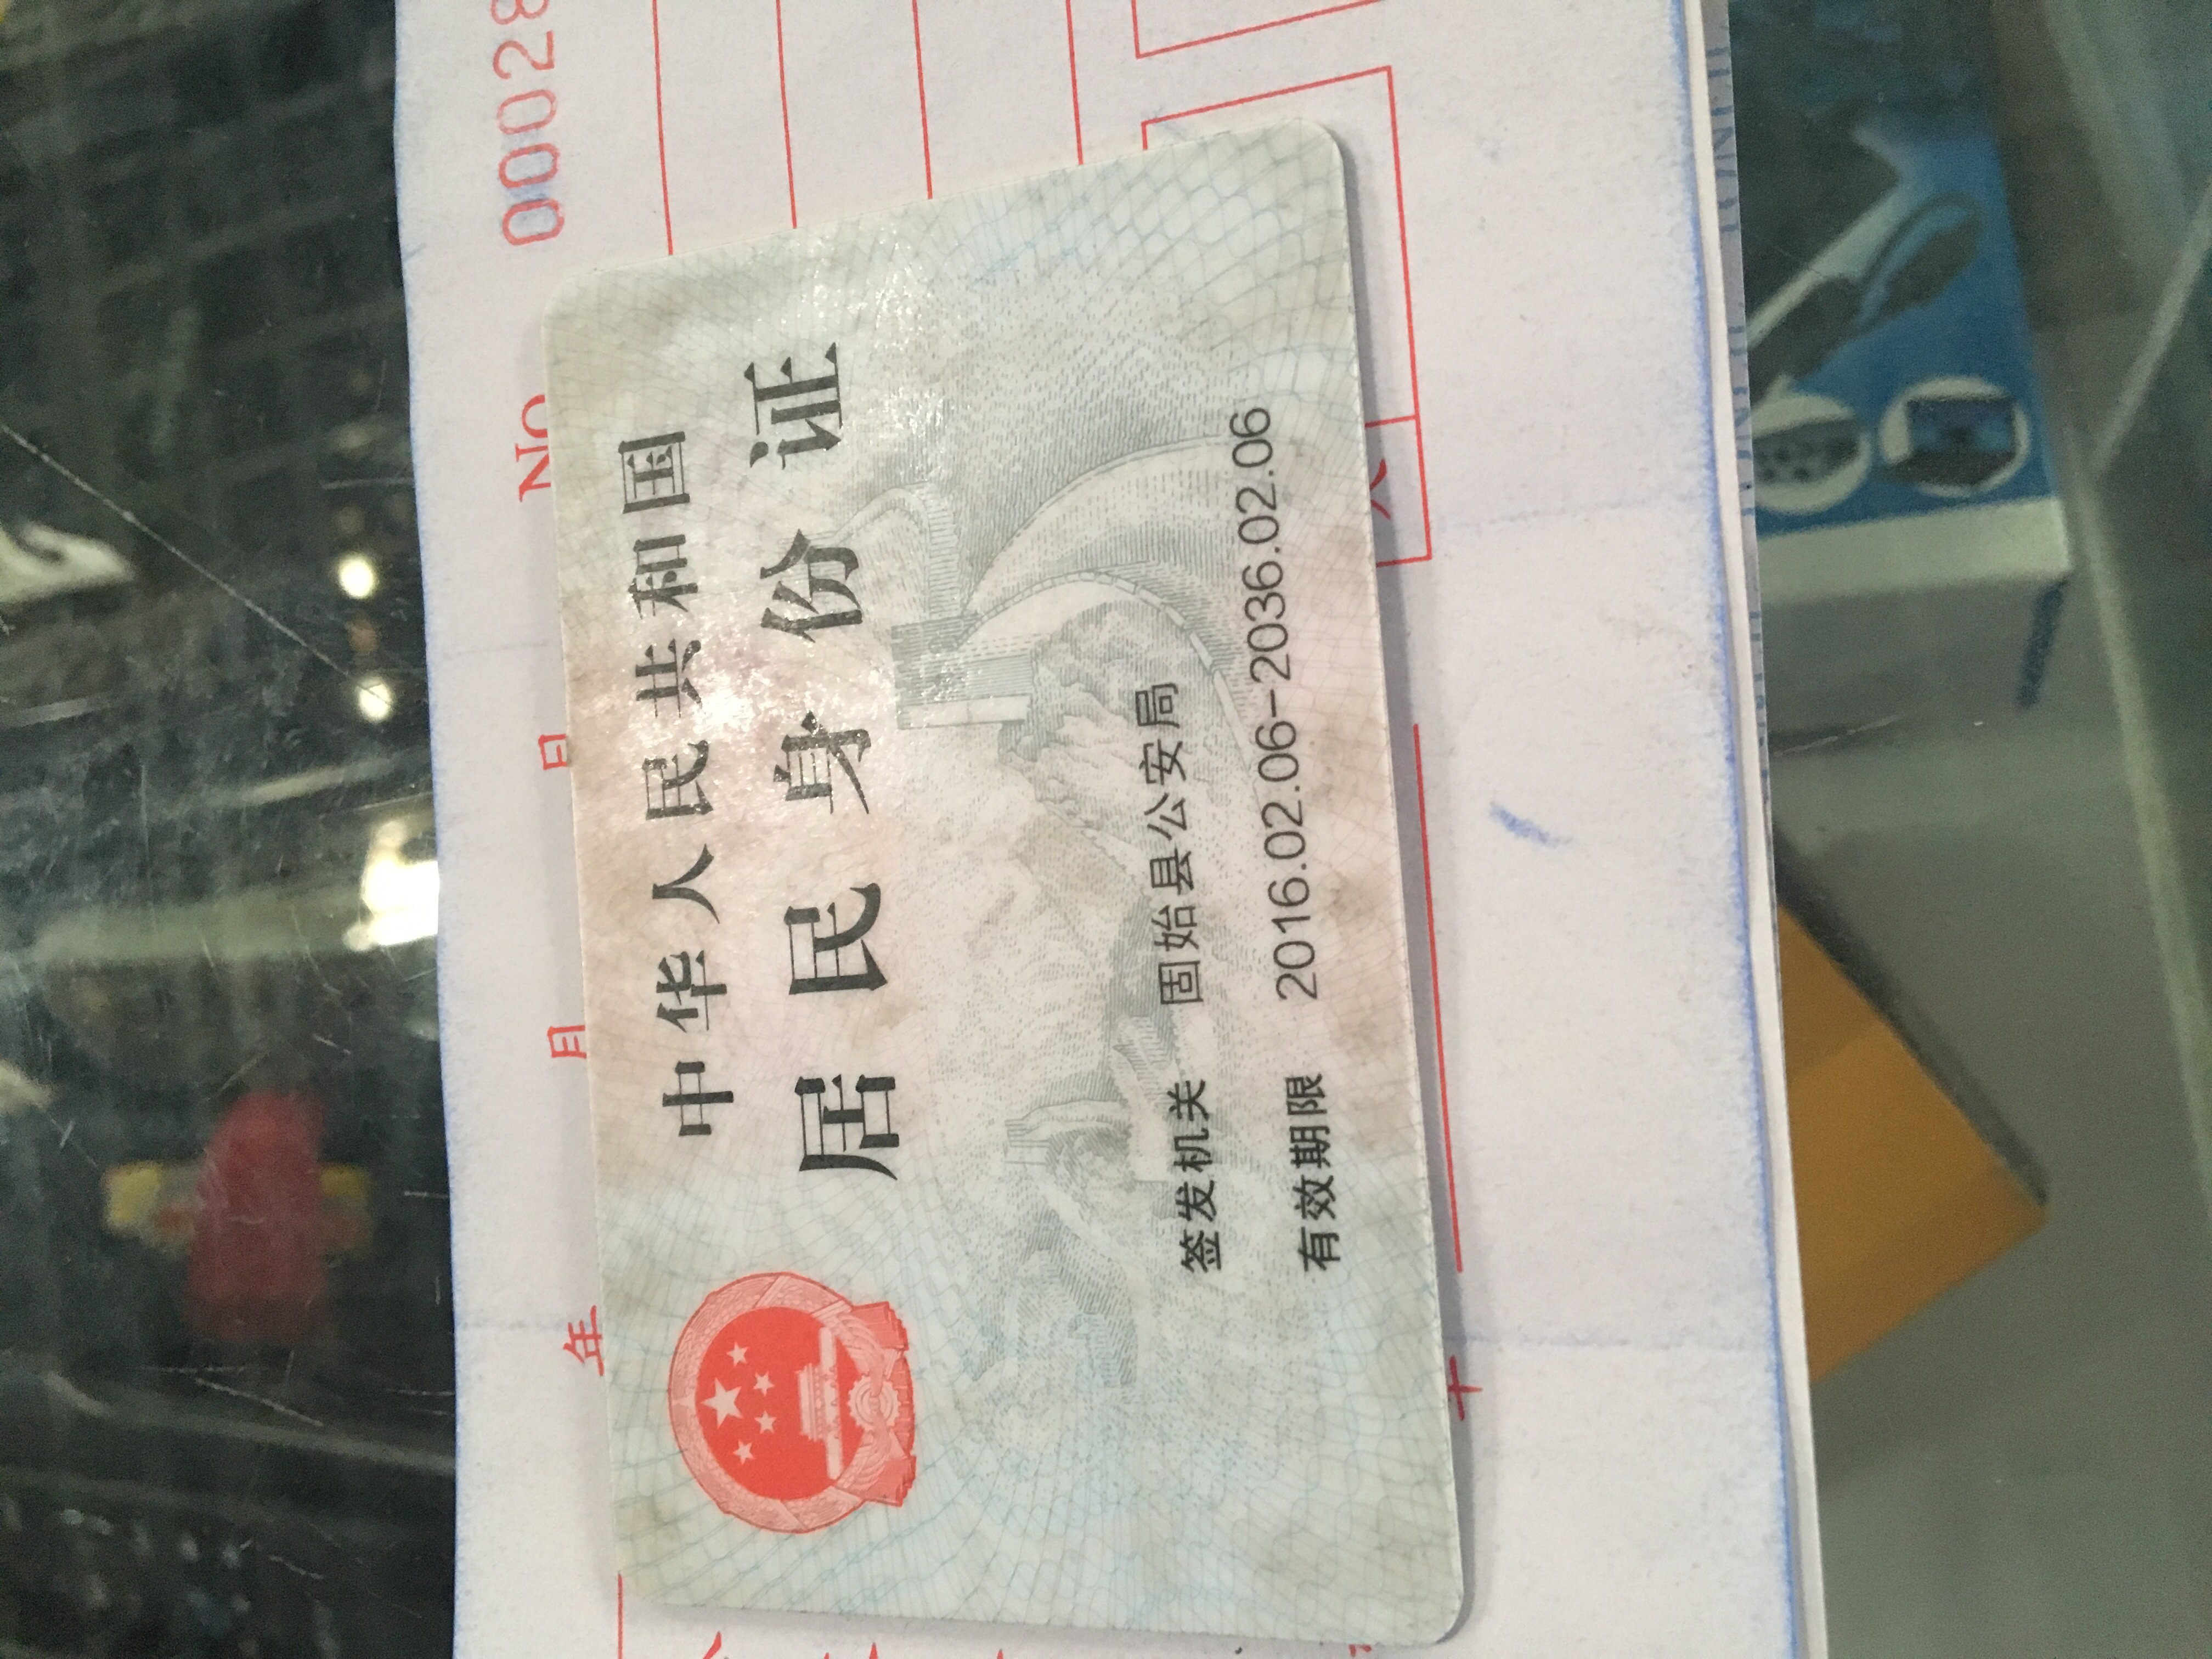 年 月 日 No 00028
中华人民共和国
居民身份证
签发机关 固始县公安局
有效期限 2016.02.06-2036.02.06